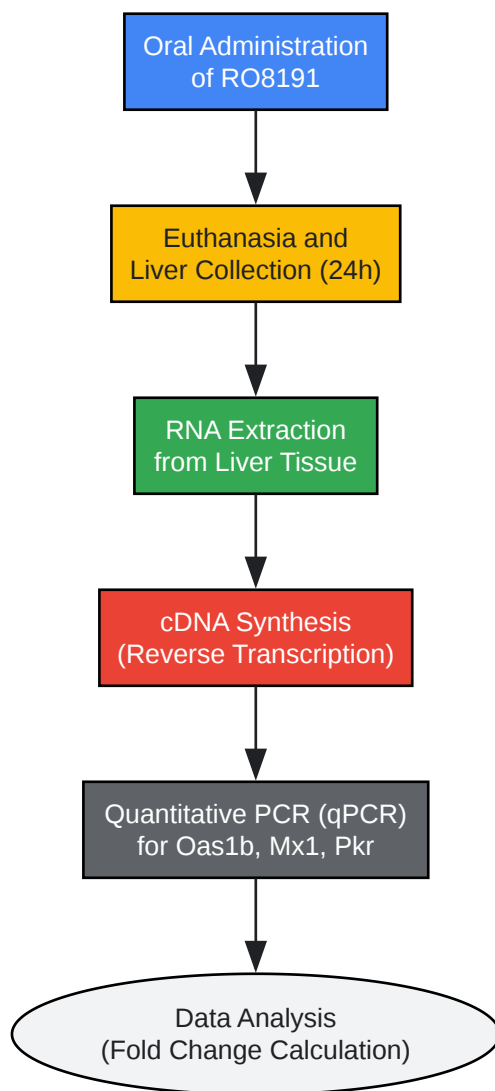 Oral Administration
of RO8191
Euthanasia and
Liver Collection (24h)
RNA Extraction
from Liver Tissue
cDNA Synthesis
(Reverse Transcription)
Quantitative PCR (qPCR)
for Oas1b, Mx1, Pkr
Data Analysis
(Fold Change Calculation)